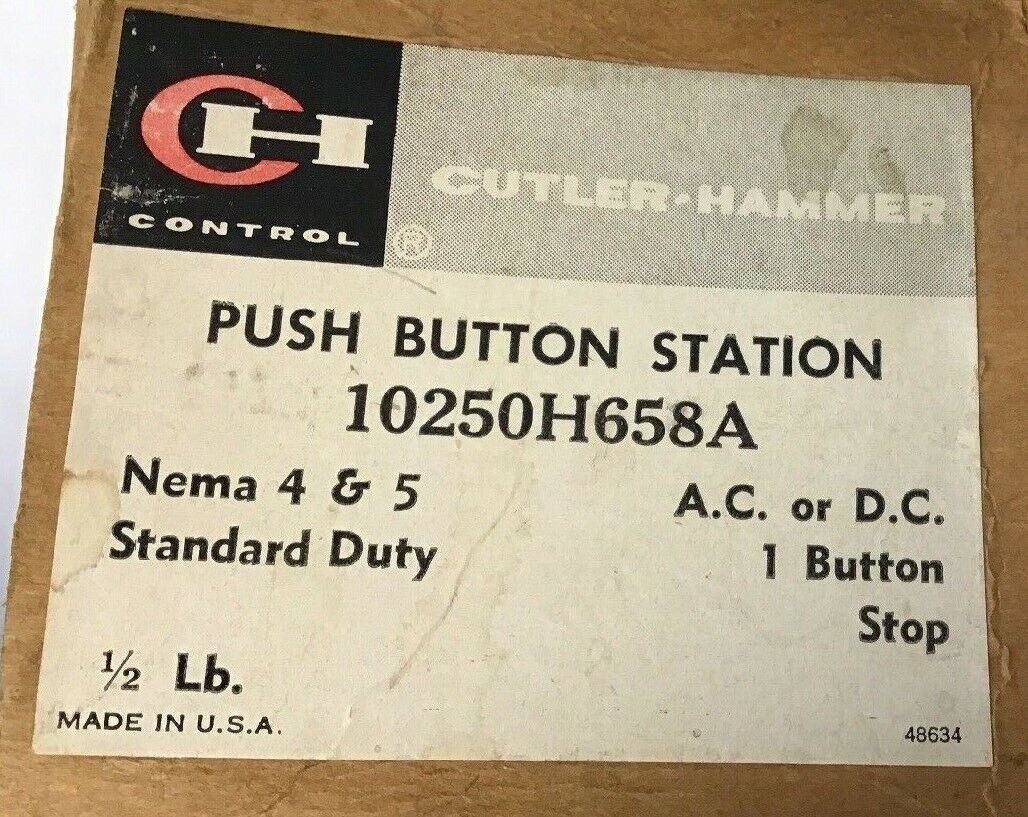 CH
CONTROL
®
CUTLER-HAMMER
PUSH BUTTON STATION
10250H658A
Nema 4 & 5
Standard Duty
A.C. or D.C.
1 Button
Stop
½ Lb.
MADE IN U.S.A.
48634